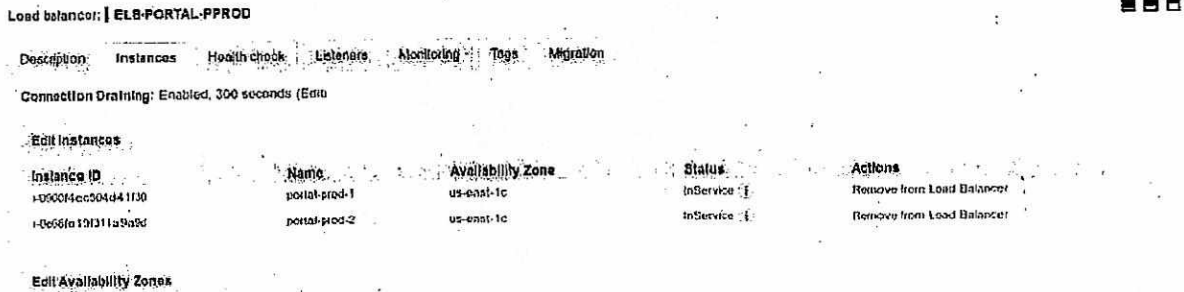 Load balancer: ELB-PORTAL-PPROD
Description Instances Health check Listeners Monitoring Tags Migration
Connection Draining: Enabled, 300 seconds (Edit)
Edit Instances
Instance ID Name Availability Zone Status Actions
portal-prod-1 us-east-1c InService Remove from Load Balancer
portal-prod-2 us-east-1c InService Remove from Load Balancer
Edit Availability Zones